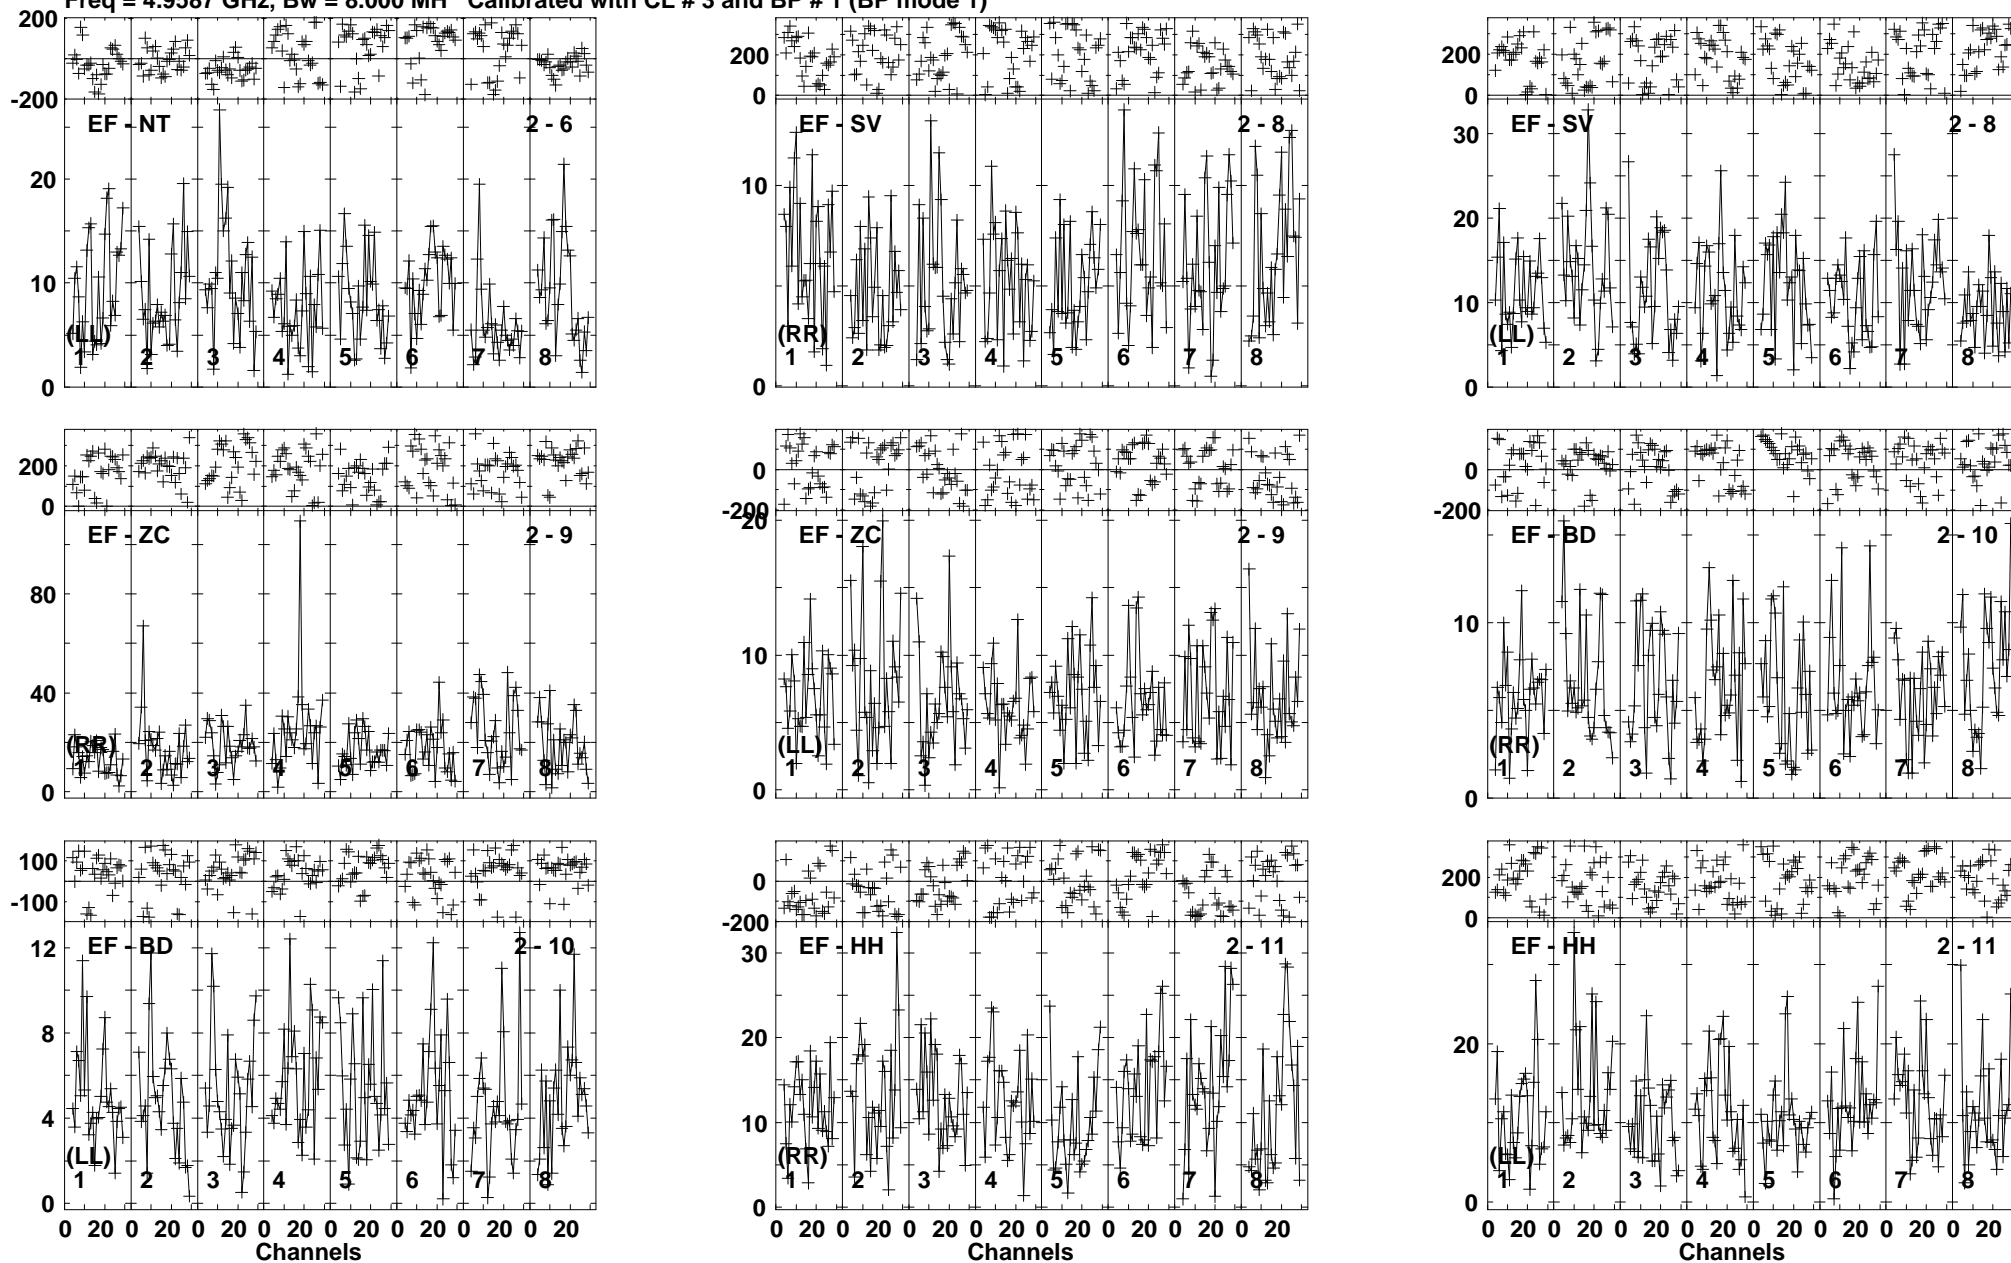 Freq = 4.9587 GHz, Bw = 8.000 MH Calibrated with CL # 3 and BP # 1 (BP mode 1)
200
-200
EF - NT 2 - 6
20
10
0
(LL)
1 2 3 4 5 6 7 8
200
0
EF - SV 2 - 8
10
0
(RR)
1 2 3 4 5 6 7 8
200
0
EF - SV 2 - 8
30
20
10
0
(LL)
1 2 3 4 5 6 7 8
200
0
EF - ZC 2 - 9
80
40
0
(RR)
1 2 3 4 5 6 7 8
0
-200
EF - ZC 2 - 9
20
10
0
(LL)
1 2 3 4 5 6 7 8
0
-200
EF - BD 2 - 10
10
0
(RR)
1 2 3 4 5 6 7 8
100
-100
EF - BD 2 - 10
12
8
4
0
(LL)
1 2 3 4 5 6 7 8
0 20 0 20 0 20 0 20 0 20 0 20 0 20 0 20
Channels
0
-200
EF - HH 2 - 11
30
20
10
0
(RR)
1 2 3 4 5 6 7 8
0 20 0 20 0 20 0 20 0 20 0 20 0 20 0 20
Channels
200
0
EF - HH 2 - 11
20
0
(LL)
1 2 3 4 5 6 7 8
0 20 0 20 0 20 0 20 0 20 0 20 0 20 0 20
Channels